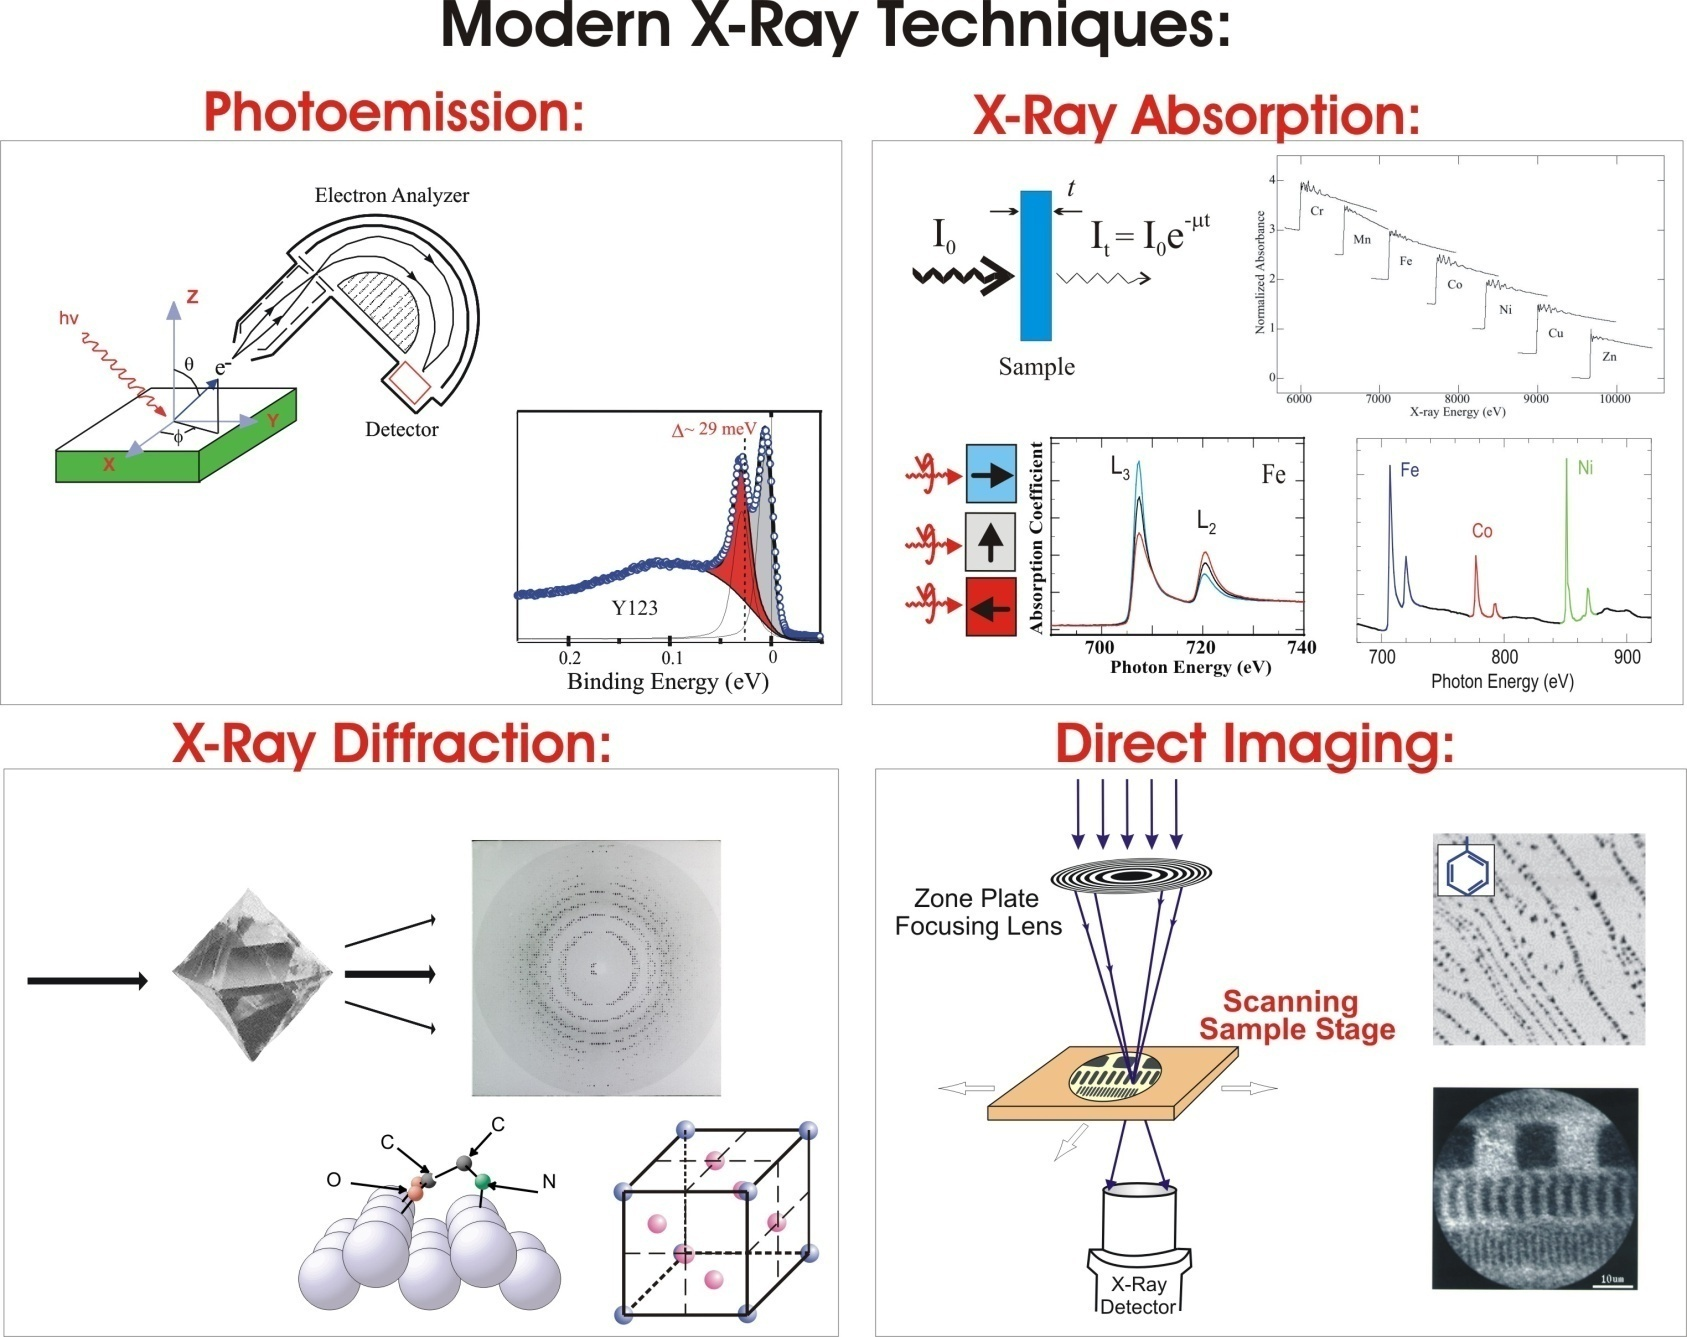 Modern X-Ray Techniques:
Photoemission:
Electron Analyzer
Z
hν
θ
e-
Y
ϕ
X
Detector
Δ~ 29 meV
Y123
0.2 0.1 0
Binding Energy (eV)
X-Ray Absorption:
t
I0
It = I0e-μt
Sample
Normalized Absorbance
4
3
2
1
0
Cr
Mn
Fe
Co
Ni
Cu
Zn
6000 7000 8000 9000 10000
X-ray Energy (eV)
Absorption Coefficient
L3
L2
Fe
700 720 740
Photon Energy (eV)
Fe
Co
Ni
700 800 900
Photon Energy (eV)
X-Ray Diffraction:
C
C
O
N
Direct Imaging:
Zone Plate
Focusing Lens
Scanning
Sample Stage
X-Ray
Detector
10um